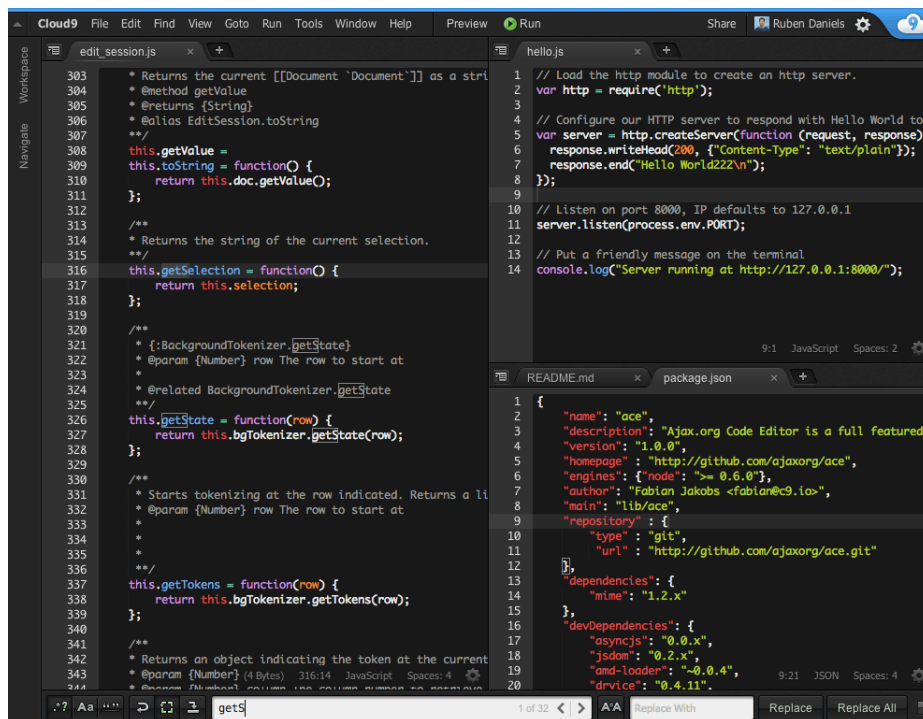 Cloud9 File Edit Find View Goto Run Tools Window Help Preview Run Share Ruben Daniels
Workspace
Navigate
edit_session.js × +
303 * Returns the current [[Document `Document`]] as a stri
304 * @method getValue
305 * @returns {String}
306 * @alias EditSession.toString
307 **/
308 this.getValue =
309 this.toString = function() {
310 return this.doc.getValue();
311 };
312
313 /**
314 * Returns the string of the current selection.
315 **/
316 this.getSelection = function() {
317 return this.selection;
318 };
319
320 /**
321 * {:BackgroundTokenizer.getState}
322 * @param {Number} row The row to start at
323 *
324 * @related BackgroundTokenizer.getState
325 **/
326 this.getState = function(row) {
327 return this.bgTokenizer.getState(row);
328 };
329
330 /**
331 * Starts tokenizing at the row indicated. Returns a li
332 * @param {Number} row The row to start at
333 *
334 *
335 *
336 **/
337 this.getTokens = function(row) {
338 return this.bgTokenizer.getTokens(row);
339 };
340
341 /**
342 * Returns an object indicating the token at the current
343 * @param {Number} (4 Bytes) 316:14 JavaScript Spaces: 4
344 * @param {Number} column The column number to retrieve
hello.js × +
1 // Load the http module to create an http server.
2 var http = require('http');
3
4 // Configure our HTTP server to respond with Hello World to
5 var server = http.createServer(function (request, response)
6 response.writeHead(200, {"Content-Type": "text/plain"});
7 response.end("Hello World222\n");
8 });
9
10 // Listen on port 8000, IP defaults to 127.0.0.1
11 server.listen(process.env.PORT);
12
13 // Put a friendly message on the terminal
14 console.log("Server running at http://127.0.0.1:8000/");
9:1 JavaScript Spaces: 2
README.md × package.json × +
1 {
2 "name": "ace",
3 "description": "Ajax.org Code Editor is a full featured
4 "version": "1.0.0",
5 "homepage" : "http://github.com/ajaxorg/ace",
6 "engines": {"node": ">= 0.6.0"},
7 "author": "Fabian Jakobs <fabian@c9.io>",
8 "main": "lib/ace",
9 "repository" : {
10 "type" : "git",
11 "url" : "http://github.com/ajaxorg/ace.git"
12 },
13 "dependencies": {
14 "mime": "1.2.x"
15 },
16 "devDependencies": {
17 "asyncjs": "0.0.x",
18 "jsdom": "0.2.x",
19 "amd-loader": "~0.0.4",
20 "dryice": "0.4.11",
9:21 JSON Spaces: 4
.*? Aa "" getS 1 of 32 < > AA Replace With Replace Replace All